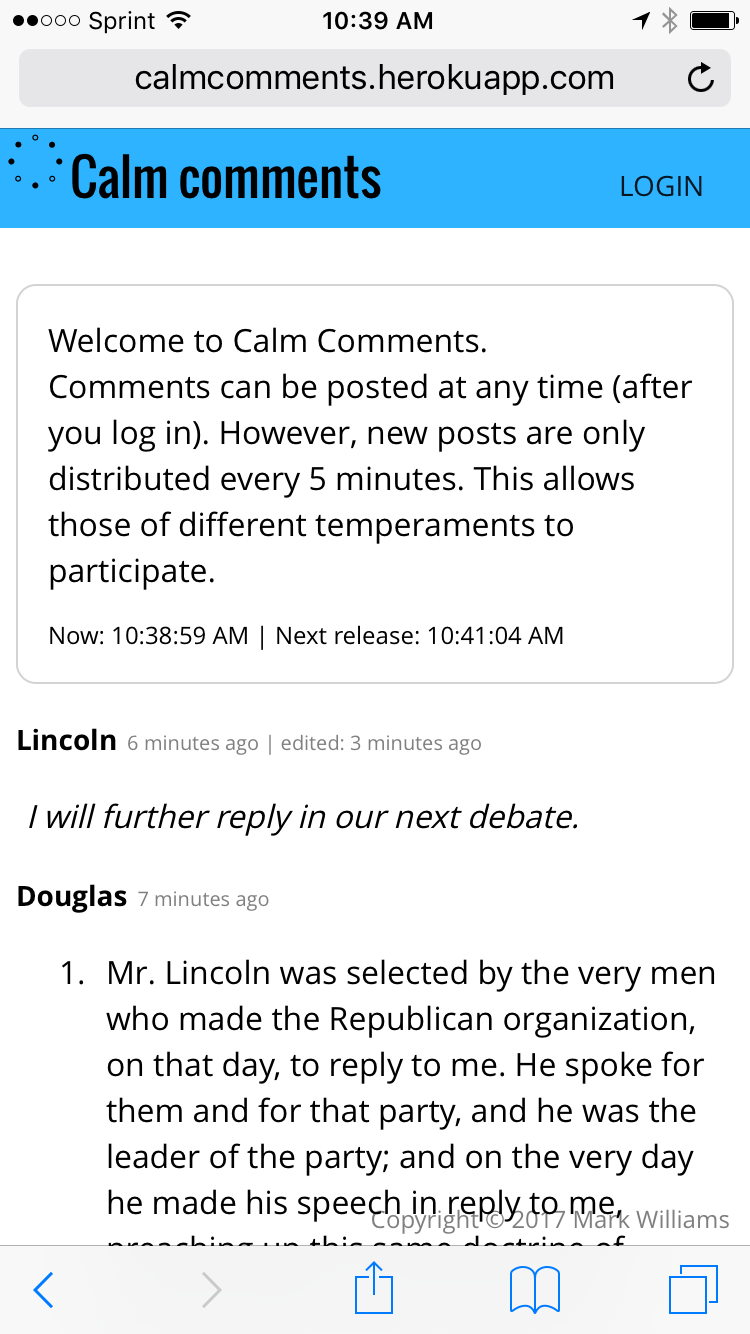 Sprint 10:39 AM
calmcomments.herokuapp.com
Calm comments LOGIN
Welcome to Calm Comments.
Comments can be posted at any time (after
you log in). However, new posts are only
distributed every 5 minutes. This allows
those of different temperaments to
participate.
Now: 10:38:59 AM | Next release: 10:41:04 AM
Lincoln 6 minutes ago | edited: 3 minutes ago
I will further reply in our next debate.
Douglas 7 minutes ago
1. Mr. Lincoln was selected by the very men
who made the Republican organization,
on that day, to reply to me. He spoke for
them and for that party, and he was the
leader of the party; and on the very day
he made his speech in reply to me,
Copyright © 2017 Mark Williams
preaching up this same doctrine of